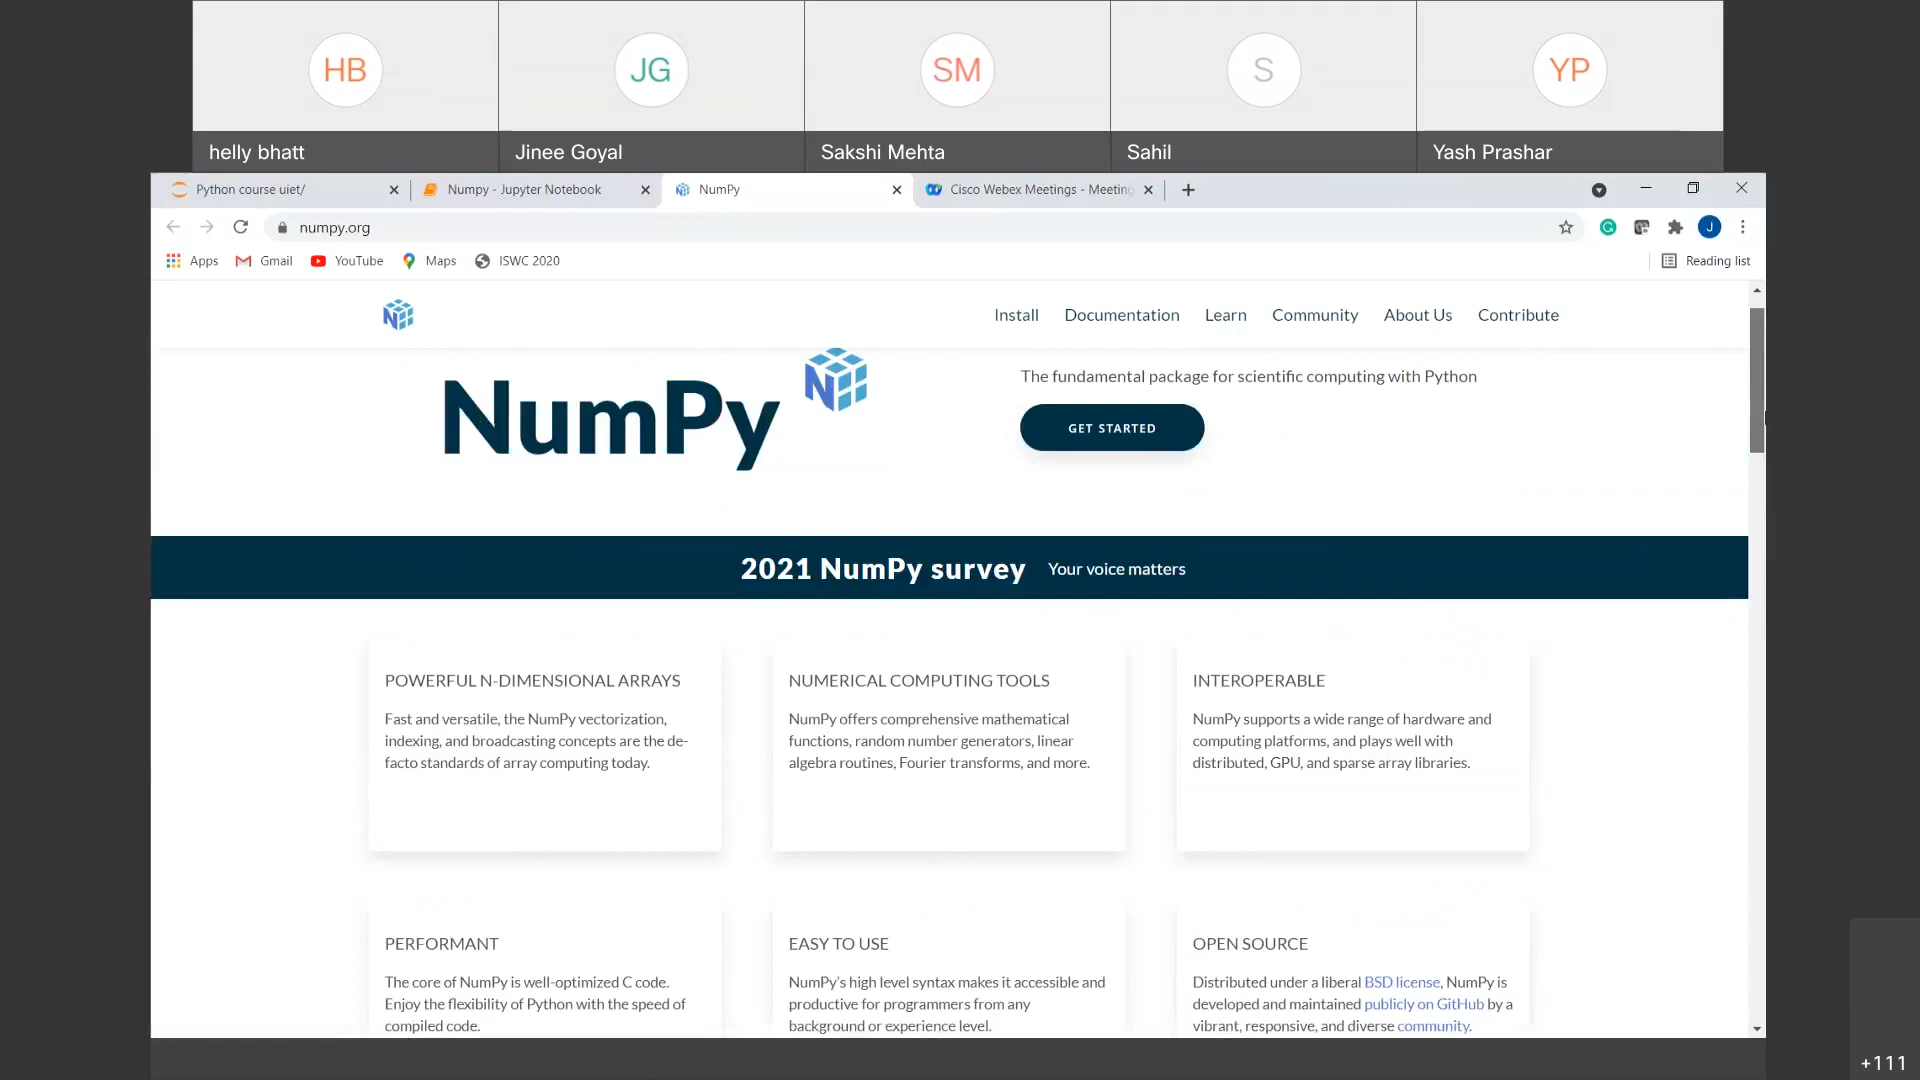 HB
JG
SM
S
YP
helly bhatt
Jinee Goyal
Sakshi Mehta
Sahil
Yash Prashar
Python course uiet/
Numpy - Jupyter Notebook
NumPy
Cisco Webex Meetings - Meeting
numpy.org
J
Apps
Gmail
YouTube
Maps
ISWC 2020
Reading list
Install
Documentation
Learn
Community
About Us
Contribute
NumPy
The fundamental package for scientific computing with Python
GET STARTED
2021 NumPy survey Your voice matters
POWERFUL N-DIMENSIONAL ARRAYS
Fast and versatile, the NumPy vectorization,
indexing, and broadcasting concepts are the de-
facto standards of array computing today.
NUMERICAL COMPUTING TOOLS
NumPy offers comprehensive mathematical
functions, random number generators, linear
algebra routines, Fourier transforms, and more.
INTEROPERABLE
NumPy supports a wide range of hardware and
computing platforms, and plays well with
distributed, GPU, and sparse array libraries.
PERFORMANT
The core of NumPy is well-optimized C code.
Enjoy the flexibility of Python with the speed of
compiled code.
EASY TO USE
NumPy's high level syntax makes it accessible and
productive for programmers from any
background or experience level.
OPEN SOURCE
Distributed under a liberal BSD license, NumPy is
developed and maintained publicly on GitHub by a
vibrant, responsive, and diverse community.
+111